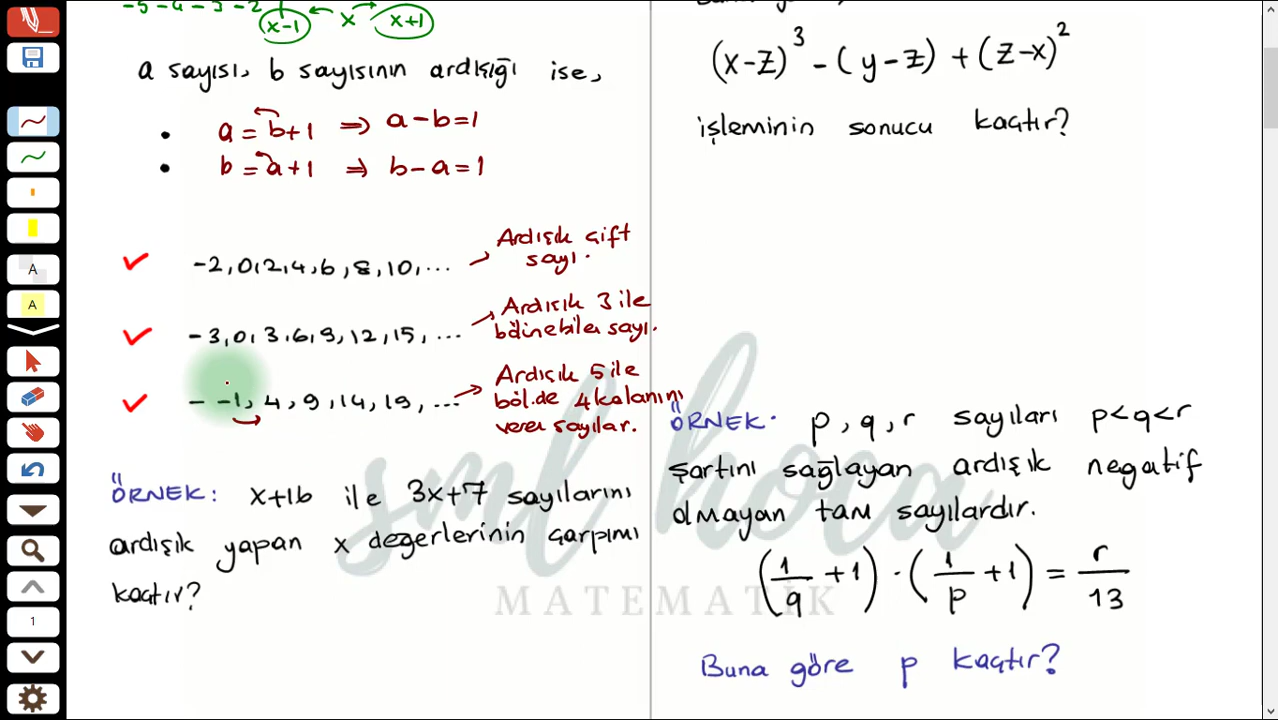 -5 -4 -3 -2
x-1 x x+1
a sayısı, b sayısının ardışığı ise,
• a = b+1 ⇒ a-b=1
• b = a+1 ⇒ b-a=1
✓ -2, 0, 2, 4, 6, 8, 10, ...
Ardışık çift
sayı.
✓ -3, 0, 3, 6, 9, 12, 15, ...
Ardışık 3 ile
bölünebilen sayı.
✓ - -1, 4, 9, 14, 19, ...
Ardışık 5 ile
böl.de 4 kalanını
veren sayılar.
ÖRNEK: x+16 ile 3x+7 sayılarını
ardışık yapan x değerlerinin çarpımı
kaçtır?
(x-z)³ - (y-z) + (z-x)²
işleminin sonucu kaçtır?
ÖRNEK: p, q, r sayıları p<q<r
şartını sağlayan ardışık negatif
olmayan tam sayılardır.
(1/q + 1) · (1/p + 1) = r/13
Buna göre p kaçtır?
sml hoca
MATEMATİK
A
A
1